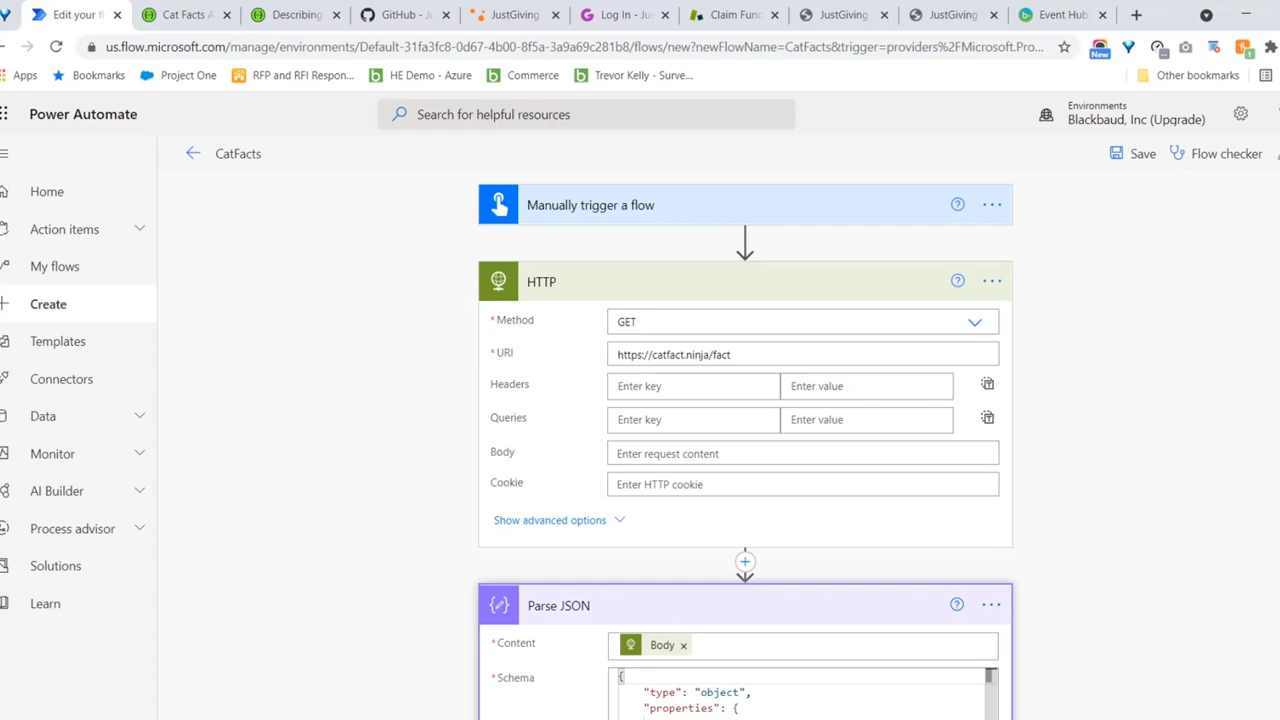 Edit your fl
Cat Facts A
Describing
GitHub - Ju
JustGiving
Log In - Ju
Claim Func
JustGiving
JustGiving
Event Hub
us.flow.microsoft.com/manage/environments/Default-31fa3fc8-0d67-4b00-8f5a-3a9a69c281b8/flows/new?newFlowName=CatFacts&trigger=providers%2FMicrosoft.Pro...
New
Apps
Bookmarks
Project One
RFP and RFI Respon...
HE Demo - Azure
Commerce
Trevor Kelly - Surve...
Other bookmarks
Power Automate
Search for helpful resources
Environments
Blackbaud, Inc (Upgrade)
CatFacts
Save
Flow checker
Home
Action items
My flows
Create
Templates
Connectors
Data
Monitor
AI Builder
Process advisor
Solutions
Learn
Manually trigger a flow
HTTP
* Method
GET
* URI
https://catfact.ninja/fact
Headers
Enter key
Enter value
Queries
Enter key
Enter value
Body
Enter request content
Cookie
Enter HTTP cookie
Show advanced options
Parse JSON
* Content
Body ×
* Schema
{
"type": "object",
"properties": {